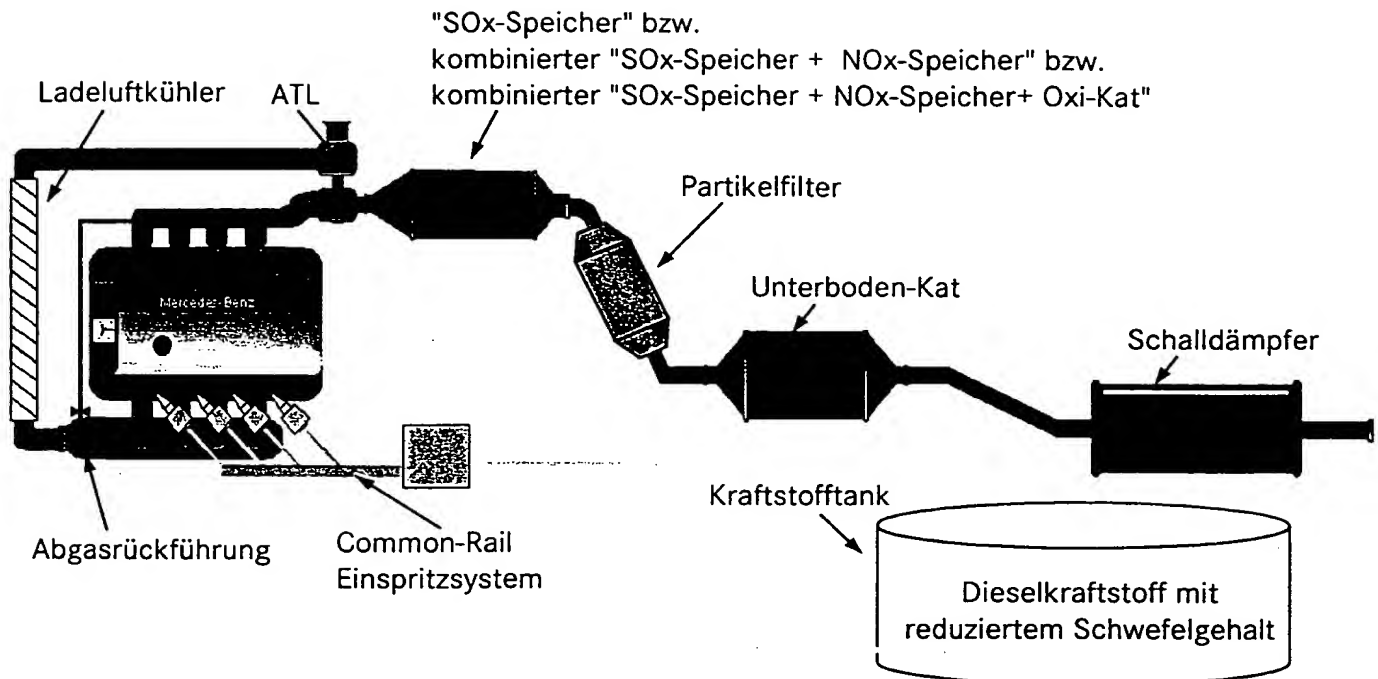 "SOx-Speicher" bzw.
kombinierter "SOx-Speicher + NOx-Speicher" bzw.
kombinierter "SOx-Speicher + NOx-Speicher+ Oxi-Kat"
Ladeluftkühler
ATL
Partikelfilter
Mercedes-Benz
Unterboden-Kat
Schalldämpfer
Kraftstofftank
Abgasrückführung
Common-Rail
Einspritzsystem
Dieselkraftstoff mit
reduziertem Schwefelgehalt